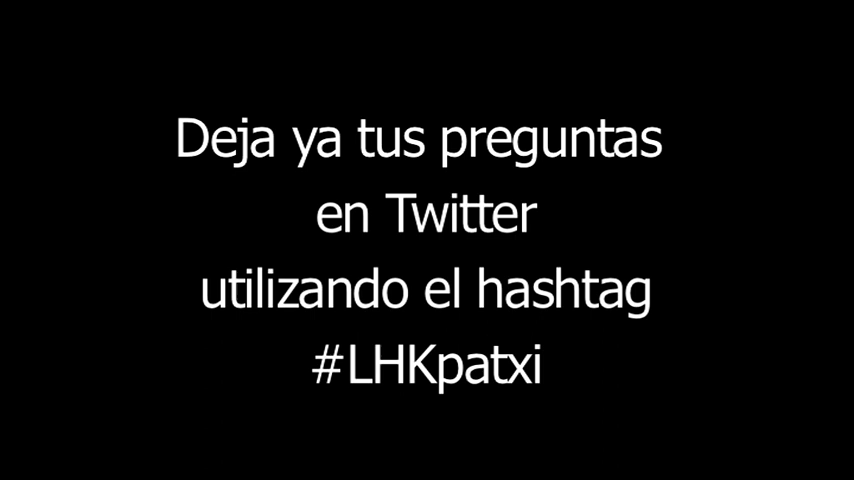 Deja ya tus preguntas
en Twitter
utilizando el hashtag
#LHKpatxi